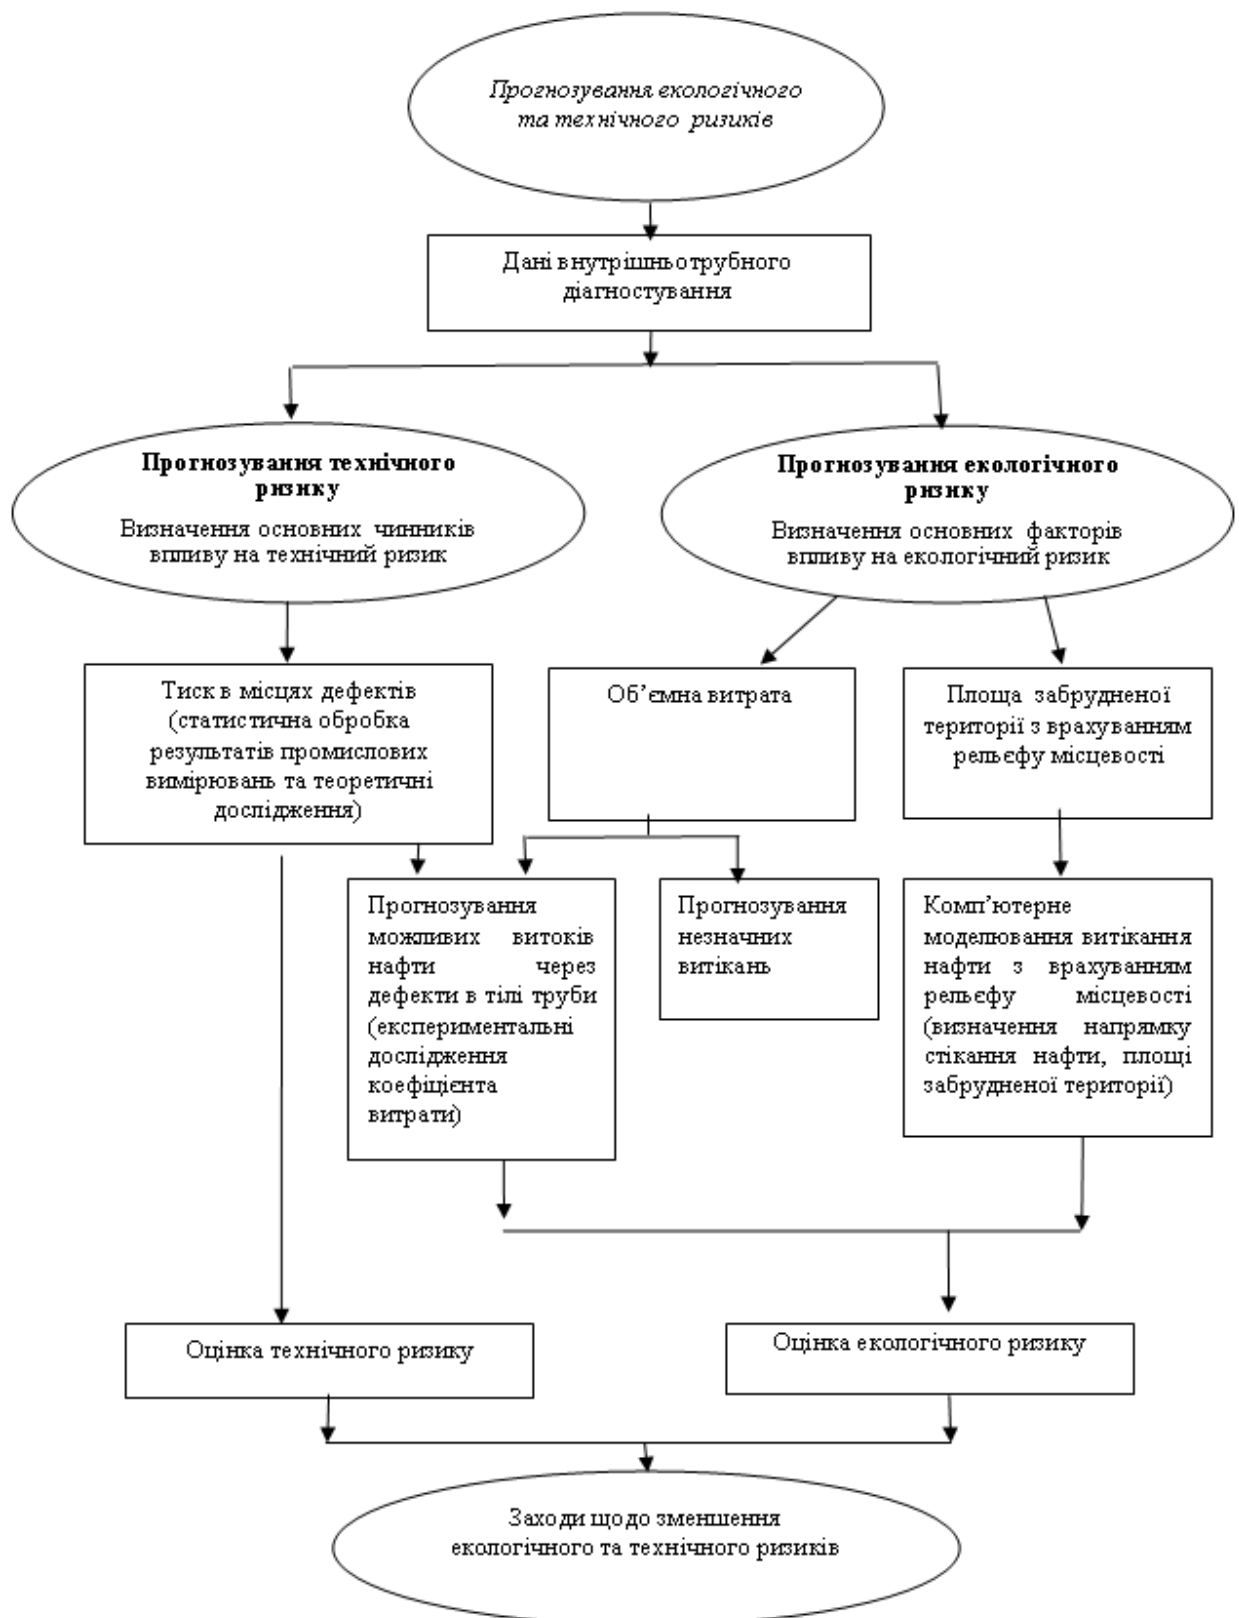 Прогнозування екологічного
та технічного ризиків
Дані внутрішньотрубного
діагностування
Прогнозування технічного
ризику
Визначення основних чинників
впливу на технічний ризик
Прогнозування екологічного
ризику
Визначення основних факторів
впливу на екологічний ризик
Тиск в місцях дефектів
(статистична обробка
результатів промислових
вимірювань та теоретичні
дослідження)
Об’ємна витрата
Площа забрудненої
території з врахуванням
рельєфу місцевості
Прогнозування
можливих витоків
нафти через
дефекти в тілі труби
(експериментальні
дослідження
коефіцієнта
витрати)
Прогнозування
незначних
витікань
Комп’ютерне
моделювання витікання
нафти з врахуванням
рельєфу місцевості
(визначення напрямку
стікання нафти, площі
забрудненої території)
Оцінка технічного ризику
Оцінка екологічного ризику
Заходи щодо зменшення
екологічного та технічного ризиків